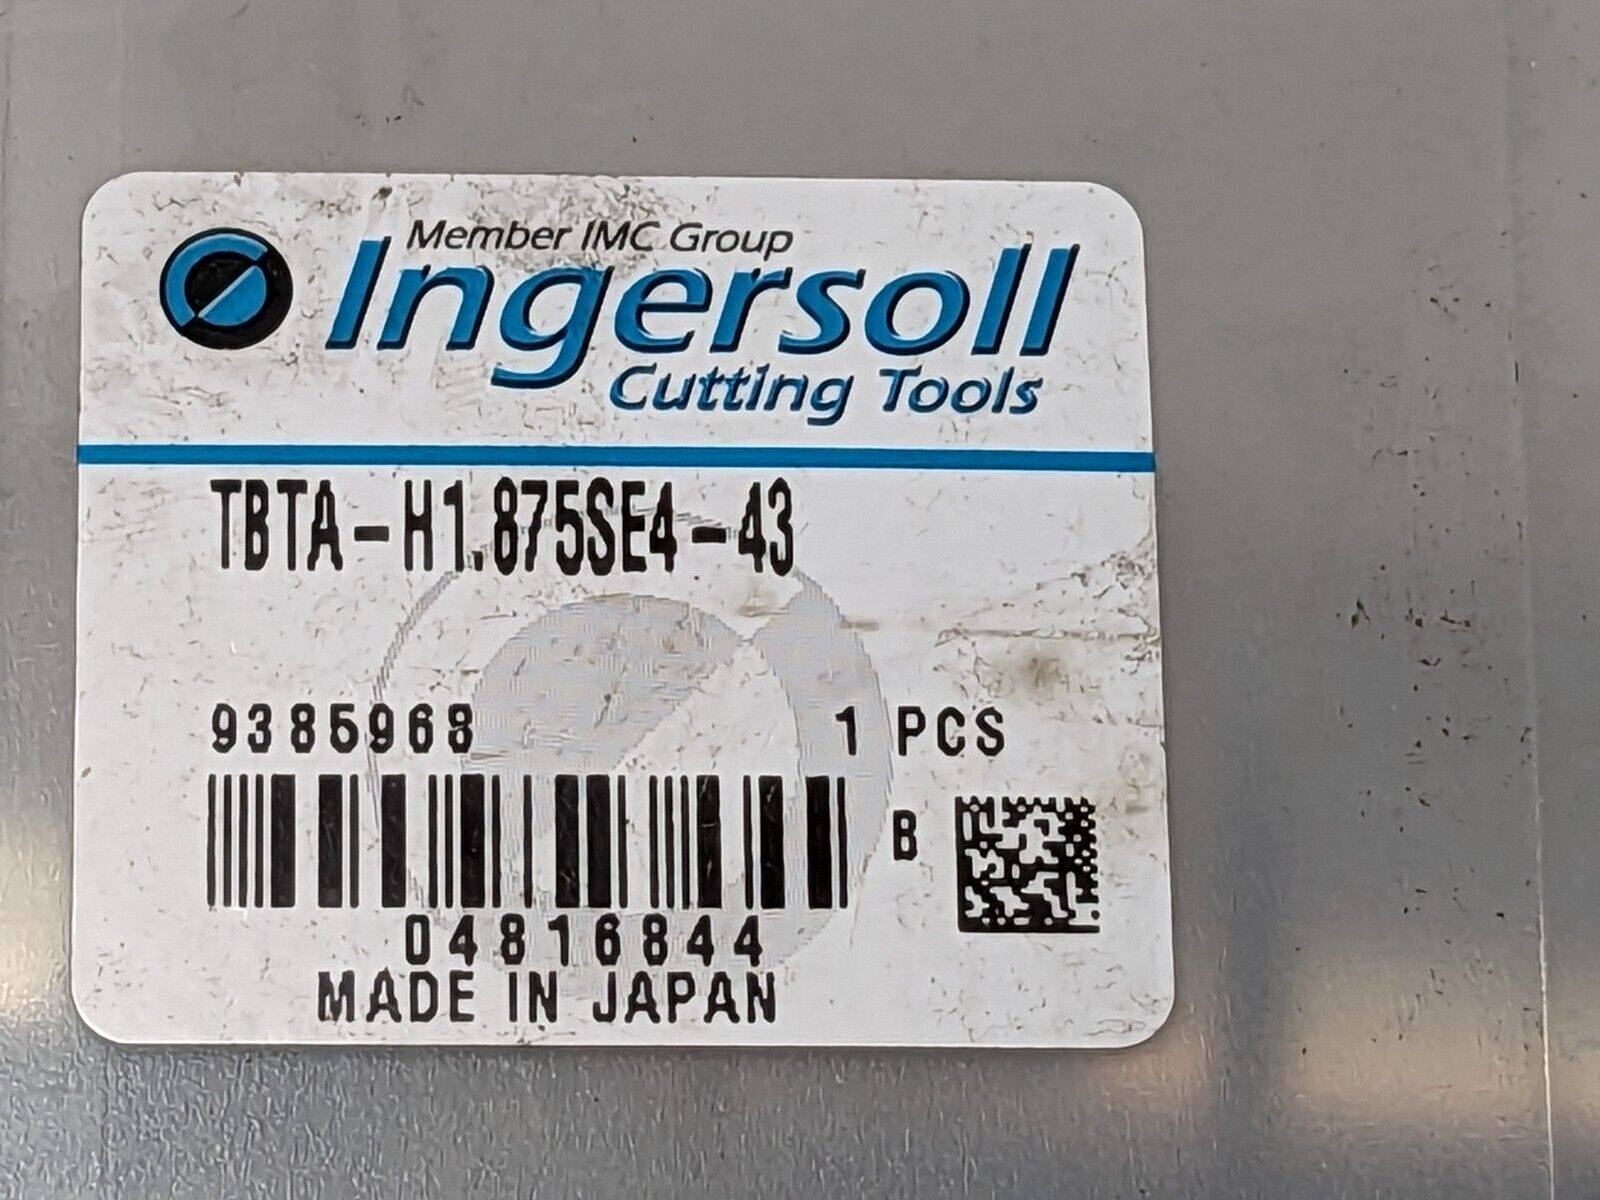 Member IMC Group
Ingersoll
Cutting Tools
TBTA-H1.875SE4-43
9385968 1 PCS
B
04816844
MADE IN JAPAN